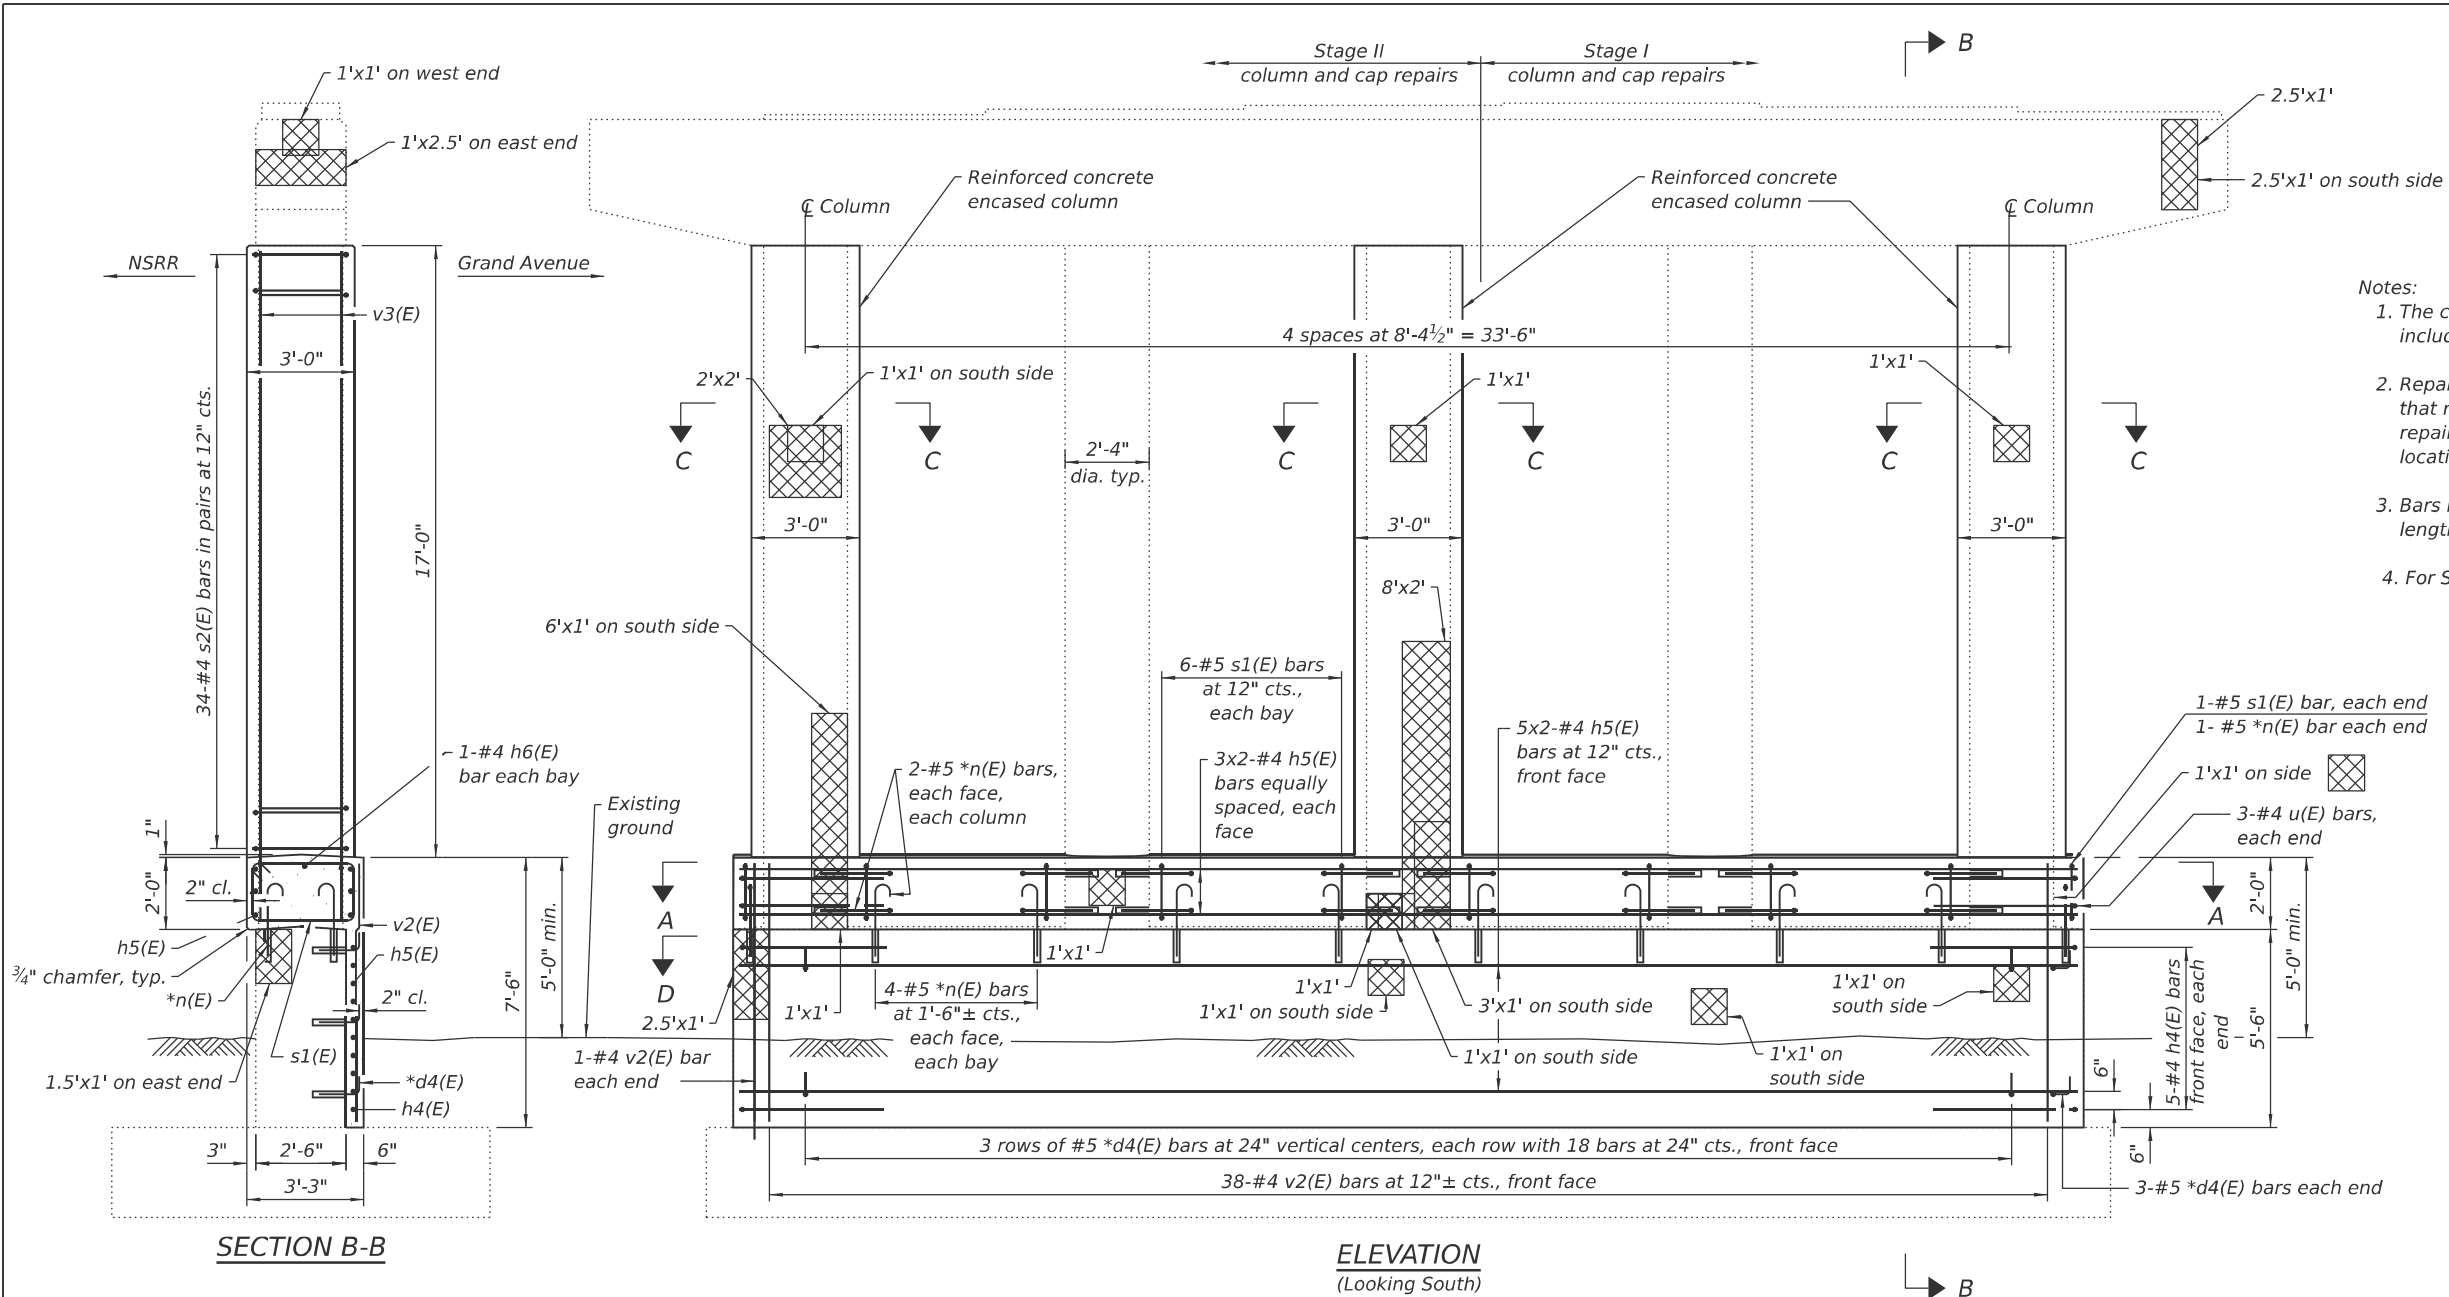 1'x1' on west end
1'x2.5' on east end
NSRR
Grand Avenue
v3(E)
3'-0"
34-#4 s2(E) bars in pairs at 12" cts.
17'-0"
1-#4 h6(E)
bar each bay
1"
2'-0"
2" cl.
h5(E)
¾" chamfer, typ.
*n(E)
s1(E)
1.5'x1' on east end
v2(E)
h5(E)
2" cl.
*d4(E)
h4(E)
7'-6"
5'-0" min.
3"
2'-6"
6"
3'-3"
SECTION B-B
Stage II
column and cap repairs
Stage I
column and cap repairs
B
2.5'x1'
2.5'x1' on south side
Reinforced concrete
encased column
Reinforced concrete
encased column
℄ Column
℄ Column
4 spaces at 8'-4½" = 33'-6"
2'x2'
1'x1' on south side
1'x1'
1'x1'
C
C
C
C
C
C
2'-4"
dia. typ.
3'-0"
3'-0"
3'-0"
8'x2'
6'x1' on south side
6-#5 s1(E) bars
at 12" cts.,
each bay
5x2-#4 h5(E)
bars at 12" cts.,
front face
3x2-#4 h5(E)
bars equally
spaced, each
face
2-#5 *n(E) bars,
each face,
each column
Existing
ground
1-#5 s1(E) bar, each end
1- #5 *n(E) bar each end
1'x1' on side
3-#4 u(E) bars,
each end
A
A
D
2.5'x1'
1'x1'
1'x1'
4-#5 *n(E) bars
at 1'-6"± cts.,
each face,
each bay
1'x1'
1'x1' on south side
3'x1' on south side
1'x1' on south side
1'x1' on
south side
1'x1' on
south side
1-#4 v2(E) bar
each end
2'-0"
5'-0" min.
5'-6"
5-#4 h4(E) bars
front face, each
end
6"
6"
3 rows of #5 *d4(E) bars at 24" vertical centers, each row with 18 bars at 24" cts., front face
38-#4 v2(E) bars at 12"± cts., front face
3-#5 *d4(E) bars each end
ELEVATION
(Looking South)
B
Notes:
1. The c
inclu
2. Repai
that r
repai
locati
3. Bars
lengt
4. For S